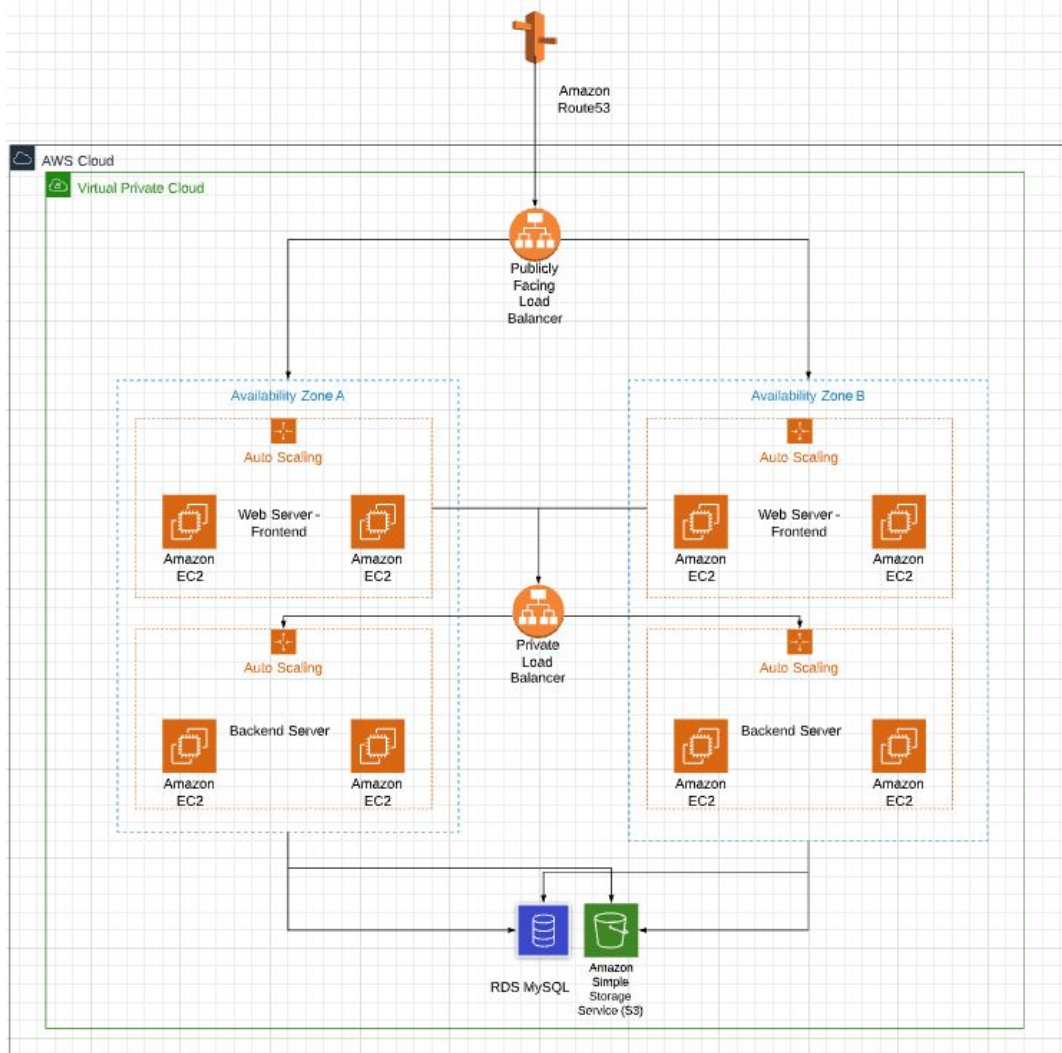 Amazon
Route53
AWS Cloud
Virtual Private Cloud
Publicly
Facing
Load
Balancer
Availability Zone A
Availability Zone B
Auto Scaling
Auto Scaling
Web Server -
Frontend
Web Server -
Frontend
Amazon
EC2
Amazon
EC2
Amazon
EC2
Amazon
EC2
Private
Load
Balancer
Auto Scaling
Auto Scaling
Backend Server
Backend Server
Amazon
EC2
Amazon
EC2
Amazon
EC2
Amazon
EC2
RDS MySQL
Amazon
Simple
Storage
Service (S3)